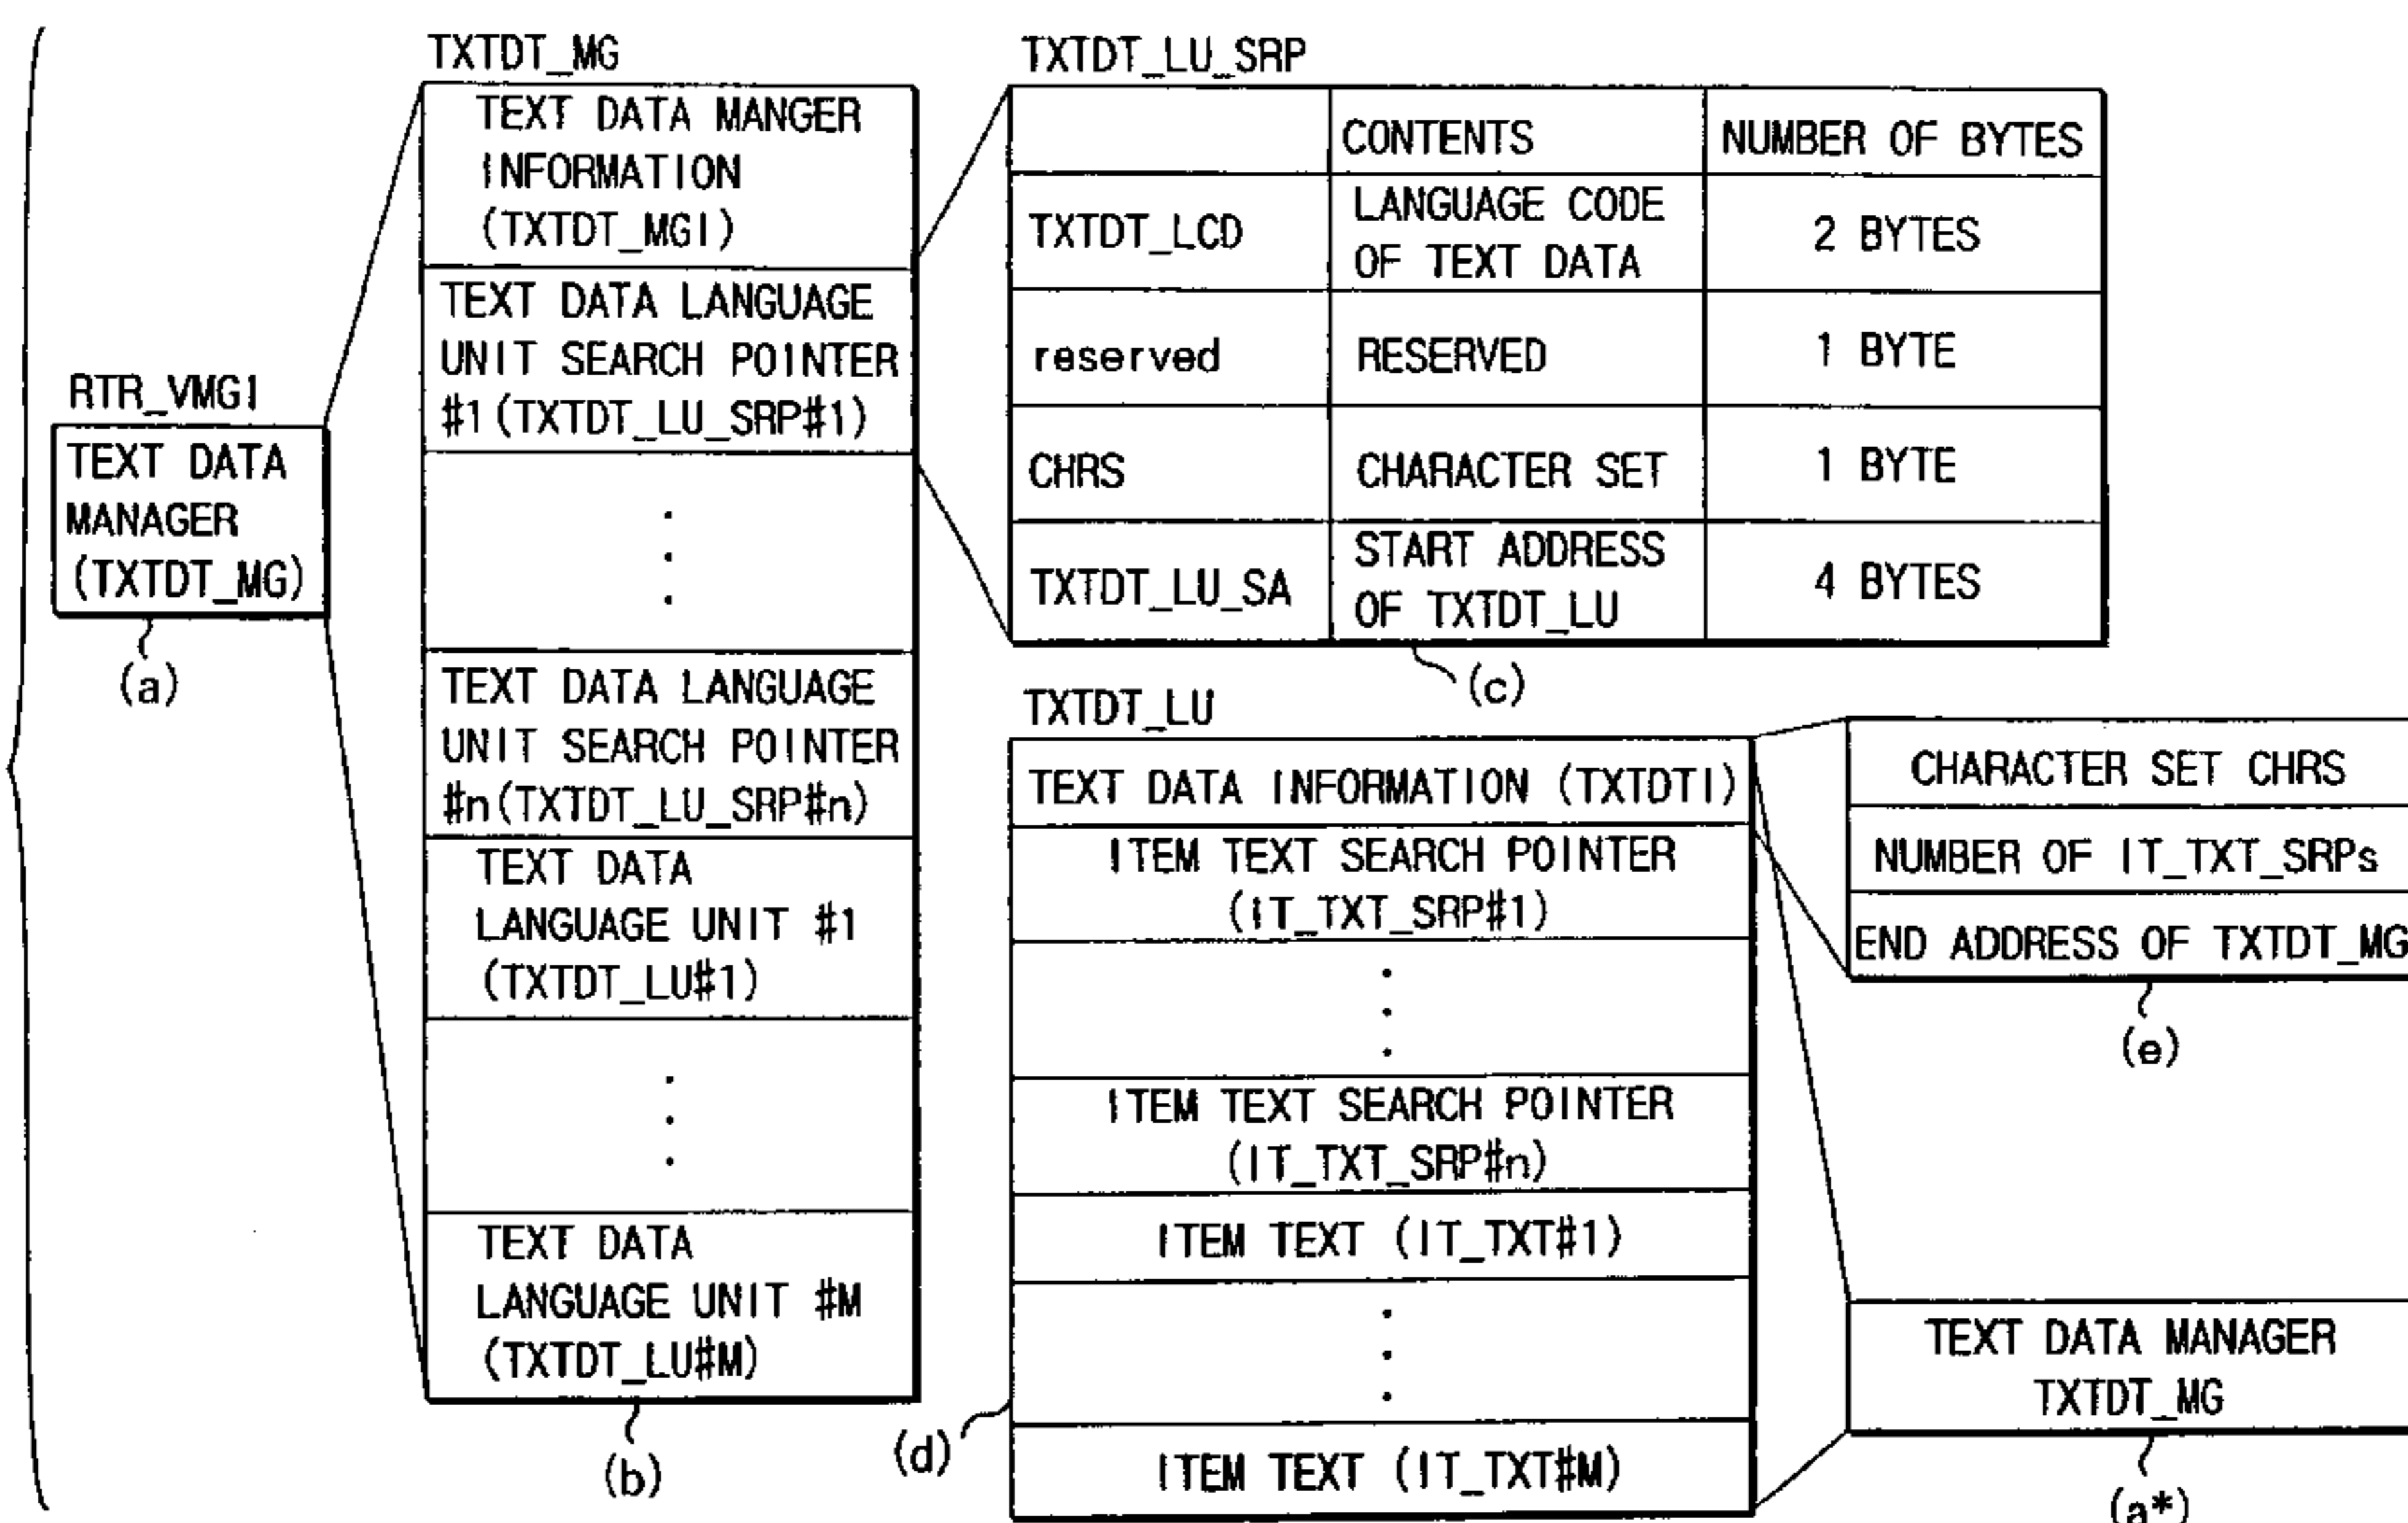 RTR_VMGI
TEXT DATA
MANAGER
(TXTDT_MG)
(a)
TXTDT_MG
TEXT DATA MANGER
INFORMATION
(TXTDT_MGI)
TEXT DATA LANGUAGE
UNIT SEARCH POINTER
#1(TXTDT_LU_SRP#1)
TEXT DATA LANGUAGE
UNIT SEARCH POINTER
#n(TXTDT_LU_SRP#n)
TEXT DATA
LANGUAGE UNIT #1
(TXTDT_LU#1)
TEXT DATA
LANGUAGE UNIT #M
(TXTDT_LU#M)
(b)
TXTDT_LU_SRP
CONTENTS NUMBER OF BYTES
TXTDT_LCD
LANGUAGE CODE
OF TEXT DATA
2 BYTES
reserved RESERVED 1 BYTE
CHRS CHARACTER SET 1 BYTE
TXTDT_LU_SA
START ADDRESS
OF TXTDT_LU
4 BYTES
(c)
TXTDT_LU
TEXT DATA INFORMATION (TXTDTI)
ITEM TEXT SEARCH POINTER
(IT_TXT_SRP#1)
ITEM TEXT SEARCH POINTER
(IT_TXT_SRP#n)
ITEM TEXT (IT_TXT#1)
ITEM TEXT (IT_TXT#M)
(d)
CHARACTER SET CHRS
NUMBER OF IT_TXT_SRPs
END ADDRESS OF TXTDT_MG
(e)
TEXT DATA MANAGER
TXTDT_MG
(a*)